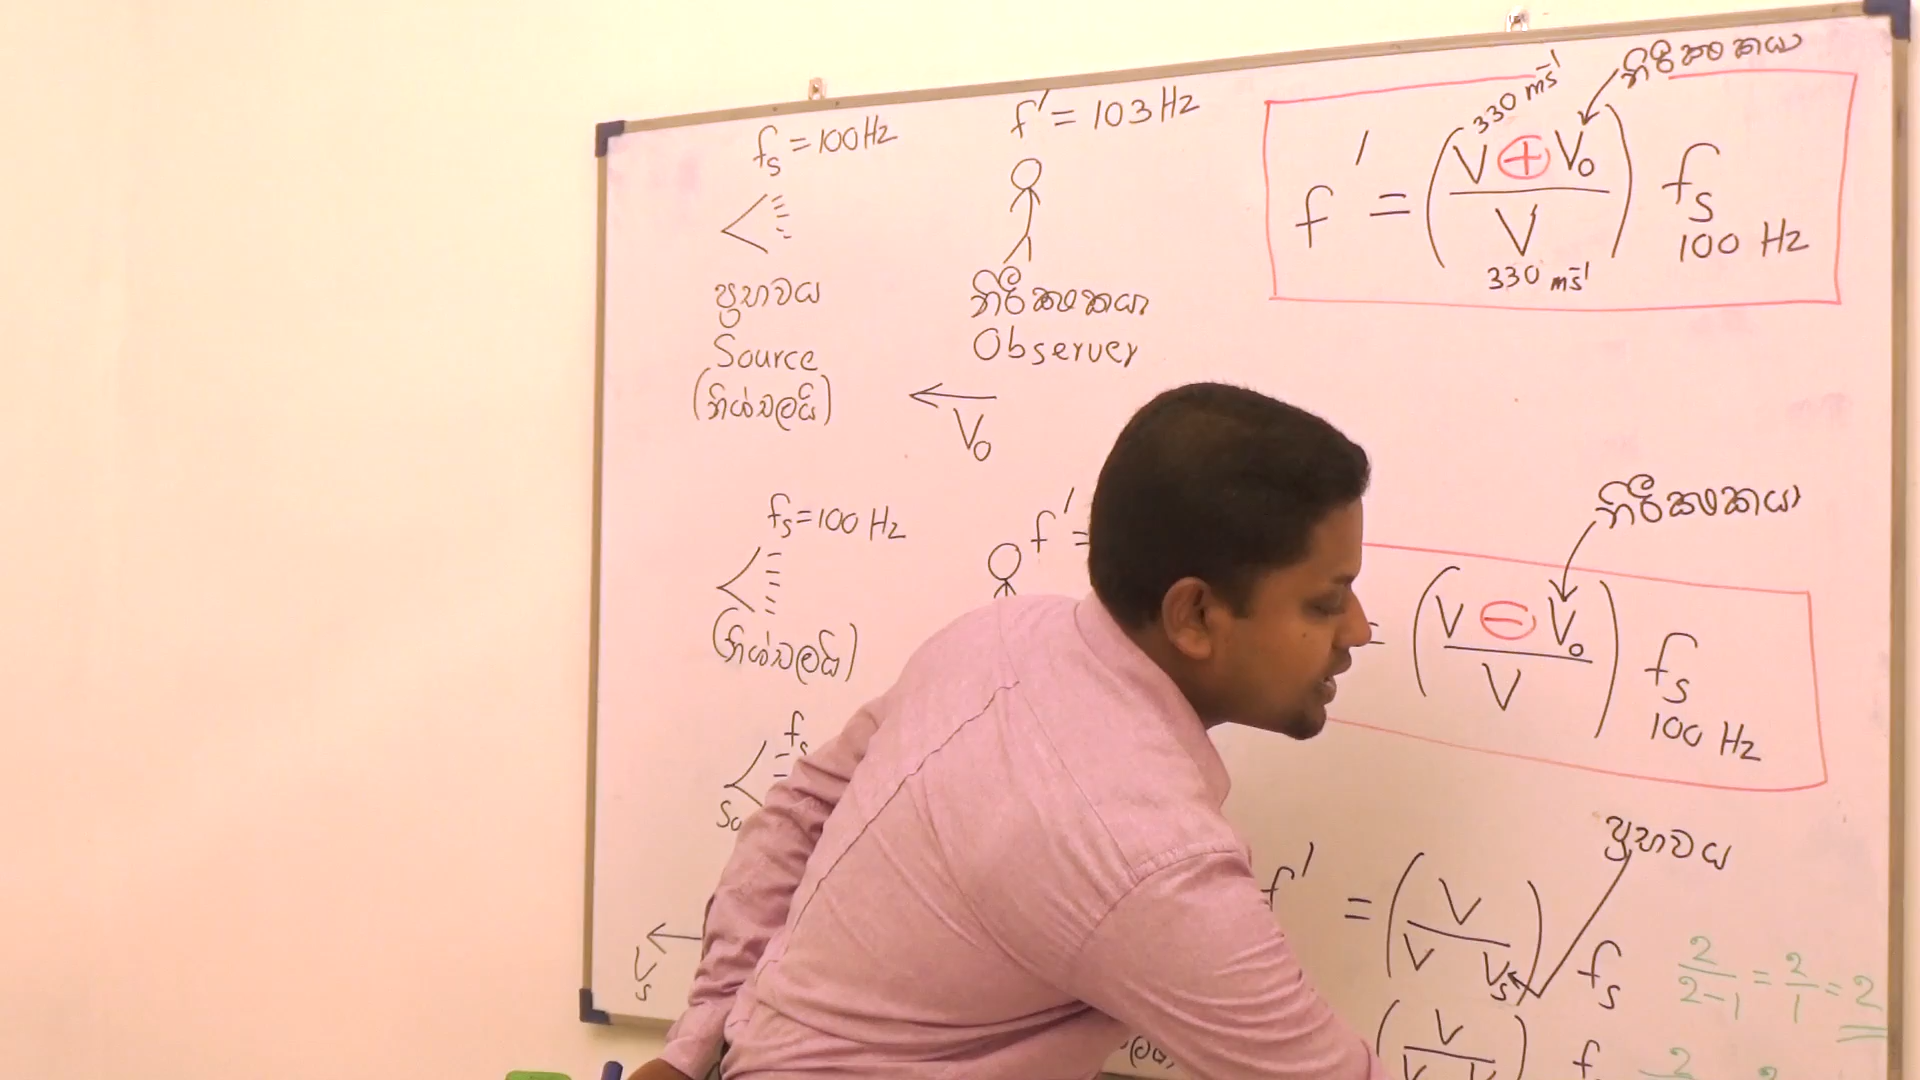 fs = 100 Hz
f' = 103 Hz
ප්‍රභවය
Source
(නිශ්චලයි)
නිරීක්ෂකයා
Observer
V₀
නිරීක්ෂකයා
330 ms⁻¹
f' = (V + V₀ / V) fs
330 ms⁻¹
100 Hz
fs = 100 Hz
f' =
(නිශ්චලයි)
නිරීක්ෂකයා
= (V − V₀ / V) fs
100 Hz
fs
So
Vs
ප්‍රභවය
f' = (V / V Vs) fs
2/2-1 = 2/1 = 2